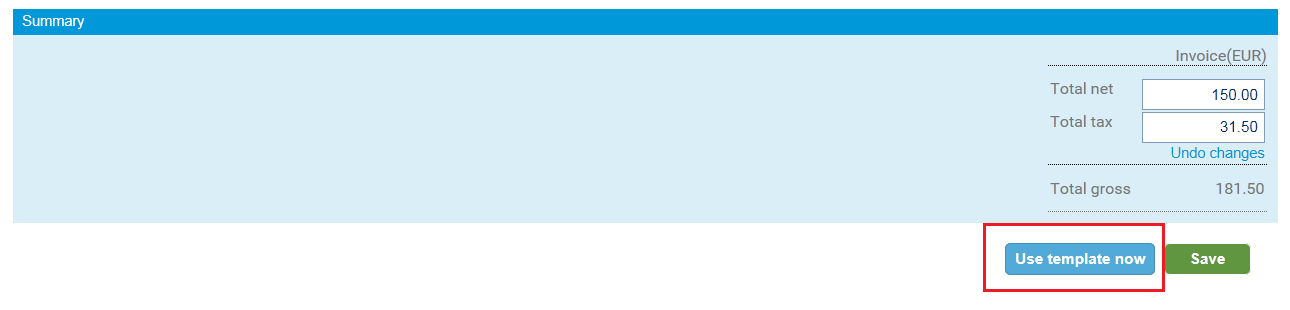 Summary
Invoice(EUR)
Total net 150.00
Total tax 31.50
Undo changes
Total gross 181.50
Use template now Save